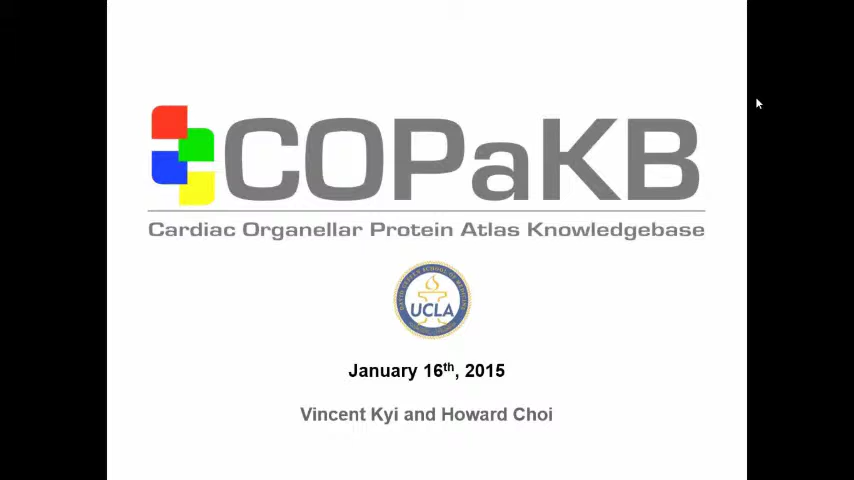 COPaKB
Cardiac Organellar Protein Atlas Knowledgebase
UCLA
January 16th, 2015
Vincent Kyi and Howard Choi